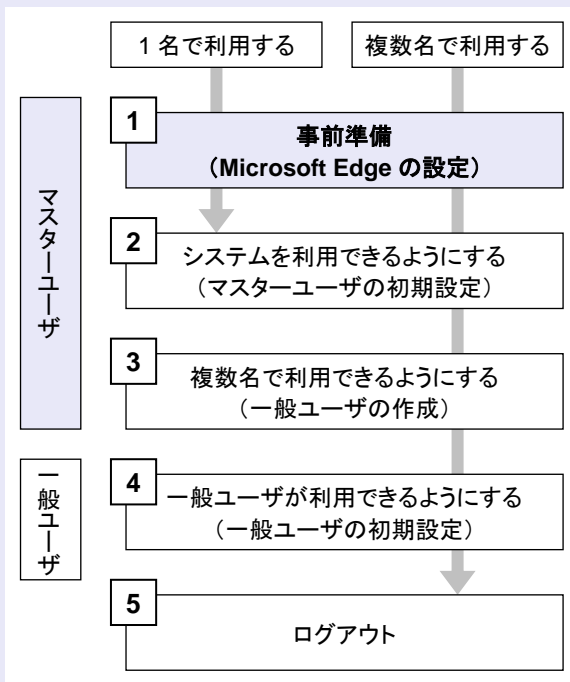 1 名で利用する
複数名で利用する
マスターユーザ
1
事前準備
（Microsoft Edge の設定）
2
システムを利用できるようにする
（マスターユーザの初期設定）
3
複数名で利用できるようにする
（一般ユーザの作成）
一般ユーザ
4
一般ユーザが利用できるようにする
（一般ユーザの初期設定）
5
ログアウト